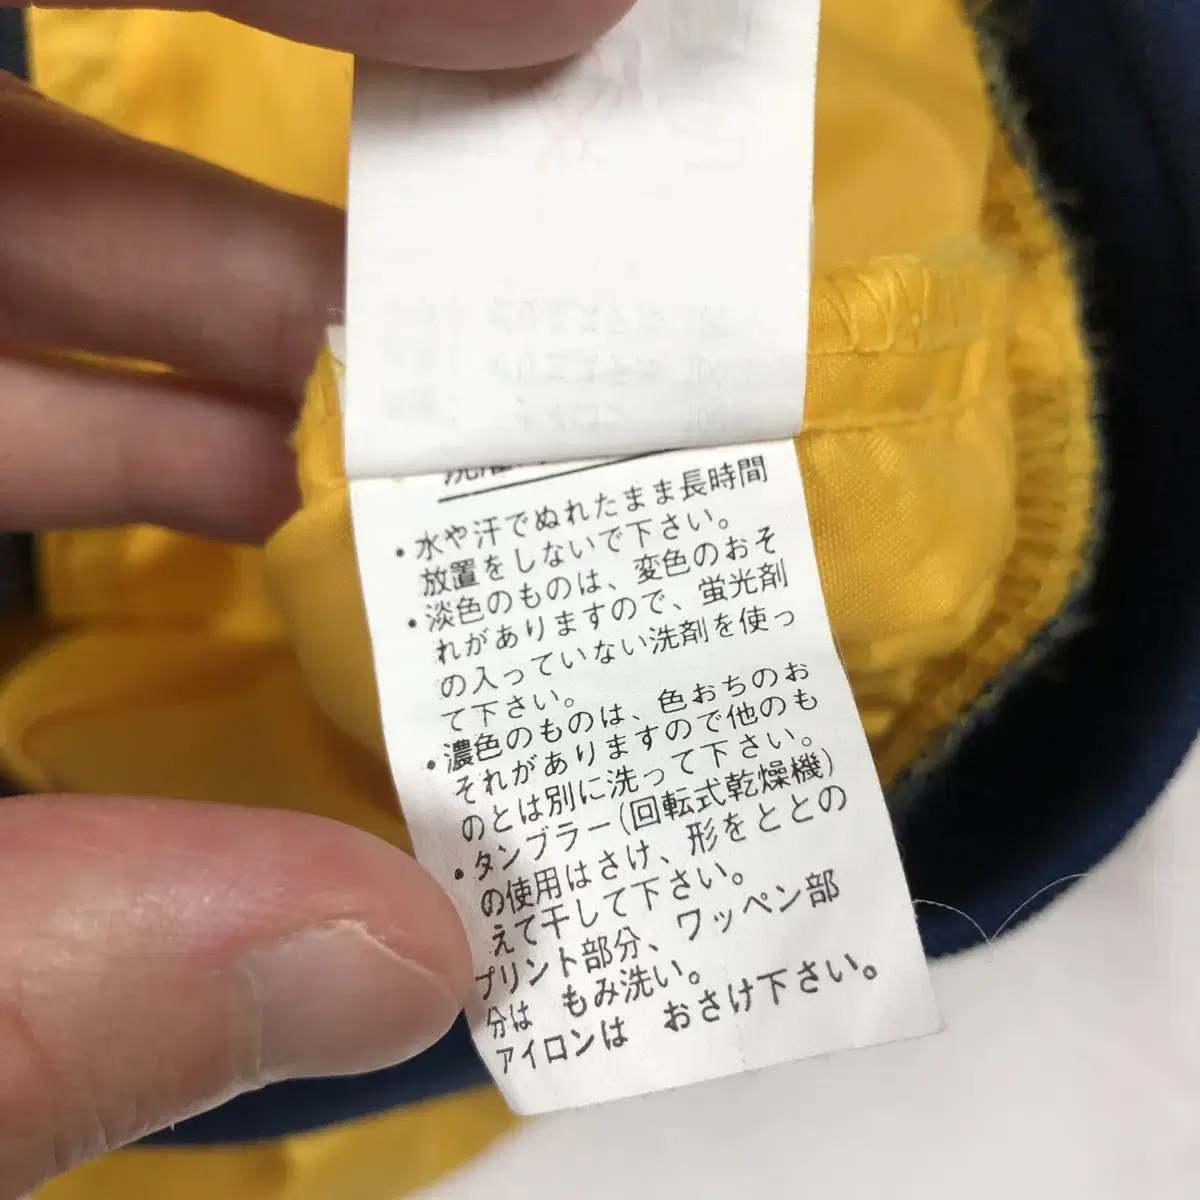 ・水や汗でぬれたまま長時間
放置をしないで下さい。
・淡色のものは、変色のおそ
れがありますので、蛍光剤
の入っていない洗剤を使っ
て下さい。
・濃色のものは、色おちのお
それがありますので他のも
のとは別に洗って下さい。
・タンブラー(回転式乾燥機)
の使用はさけ、形をととの
えて干して下さい。
プリント部分、ワッペン部
分は もみ洗い。
アイロンは おさけ下さい。